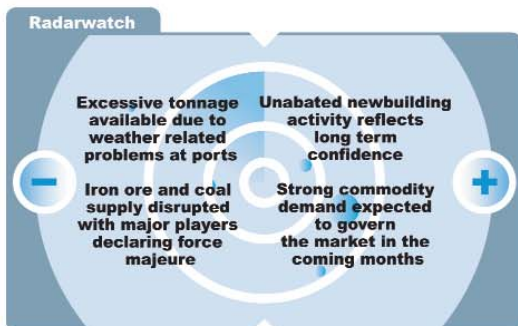 Radarwatch
Excessive tonnage
available due to
weather related
problems at ports
Iron ore and coal
supply disrupted
with major players
declaring force
majeure
Unabated newbuilding
activity reflects
long term
confidence
Strong commodity
demand expected
to govern
the market in the
coming months